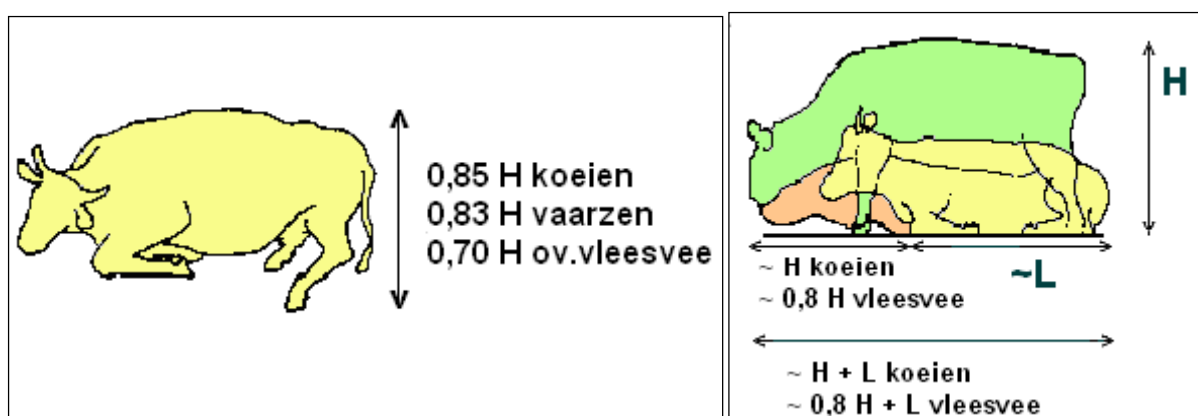 0,85 H koeien
0,83 H vaarzen
0,70 H ov.vleesvee
H
~ H koeien
~L
~ 0,8 H vleesvee
~ H + L koeien
~ 0,8 H + L vleesvee